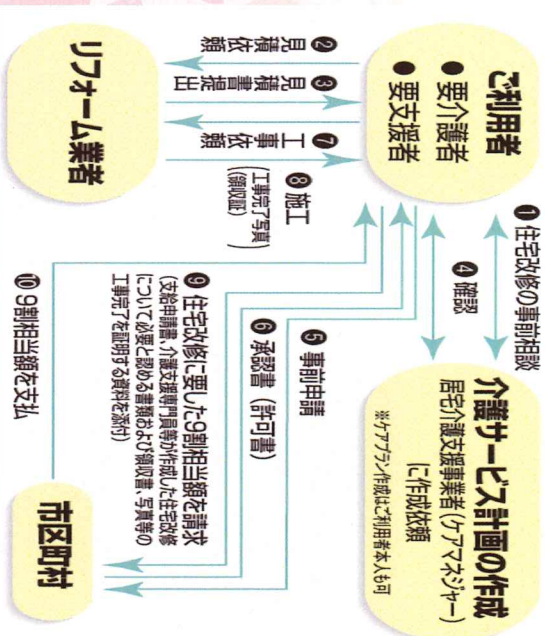 ご利用者
● 要介護者
● 要支援者
❶ 住宅改修の事前相談
介護サービス計画の作成
居宅介護支援事業者(ケアマネジャー)
に作成依頼
※ケアプラン作成はご利用者本人も可
❹ 確認
❷ 見積依頼
❸ 見積書提出
❼ 工事依頼
❽ 施工
(工事完了写真)
(領収証)
リフォーム業者
❺ 事前申請
❻ 承認書（許可書）
❾ 住宅改修に要した9割相当額を請求
(支給申請書、介護支援専門員等が作成した住宅改修
について必要と認める書類および領収書、写真等の
工事完了を証明する資料を添付)
❿ 9割相当額を支払
市区町村